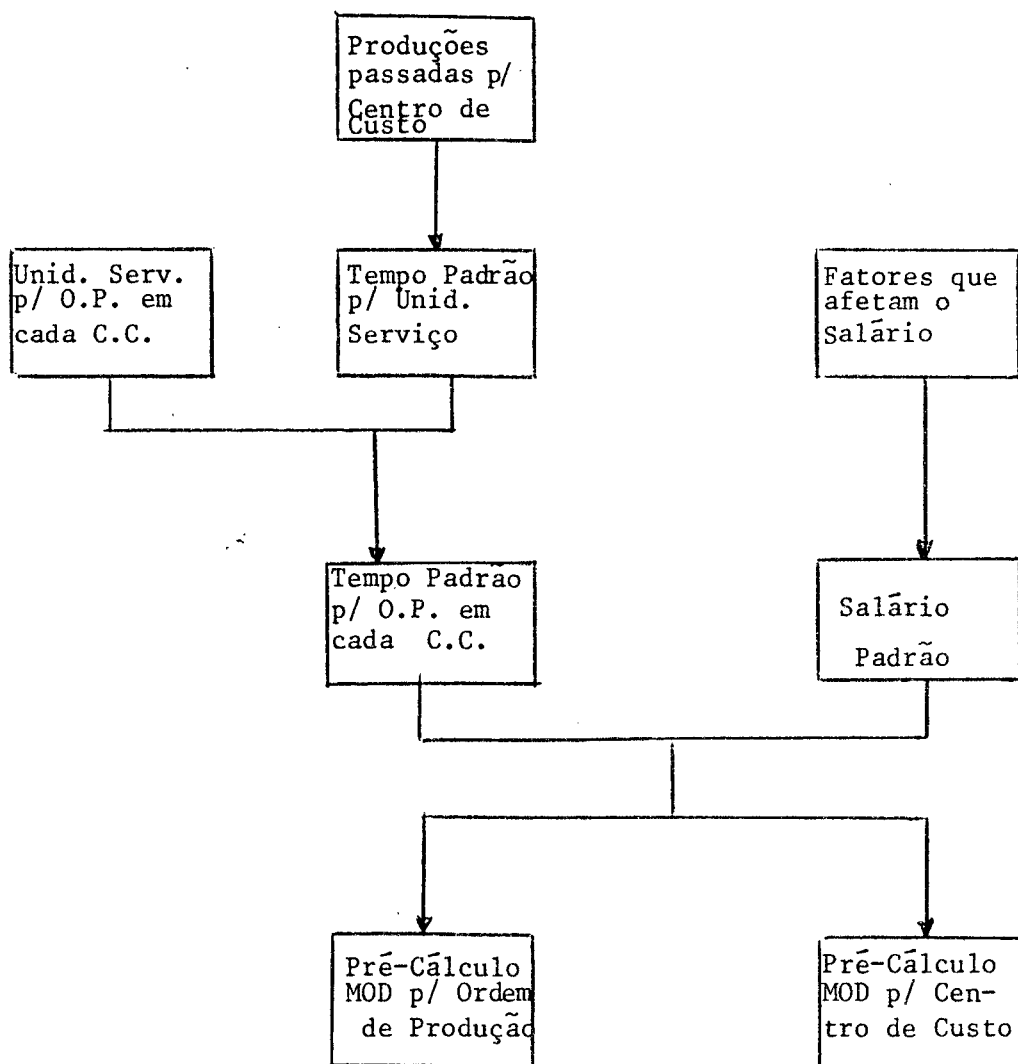 Produções
passadas p/
Centro de
Custo
Unid. Serv.
p/ O.P. em
cada C.C.
Tempo Padrão
p/ Unid.
Serviço
Fatores que
afetam o
Salário
Tempo Padrão
p/ O.P. em
cada C.C.
Salário
Padrão
Pré-Cálculo
MOD p/ Ordem
de Produção
Pré-Cálculo
MOD p/ Cen-
tro de Custo